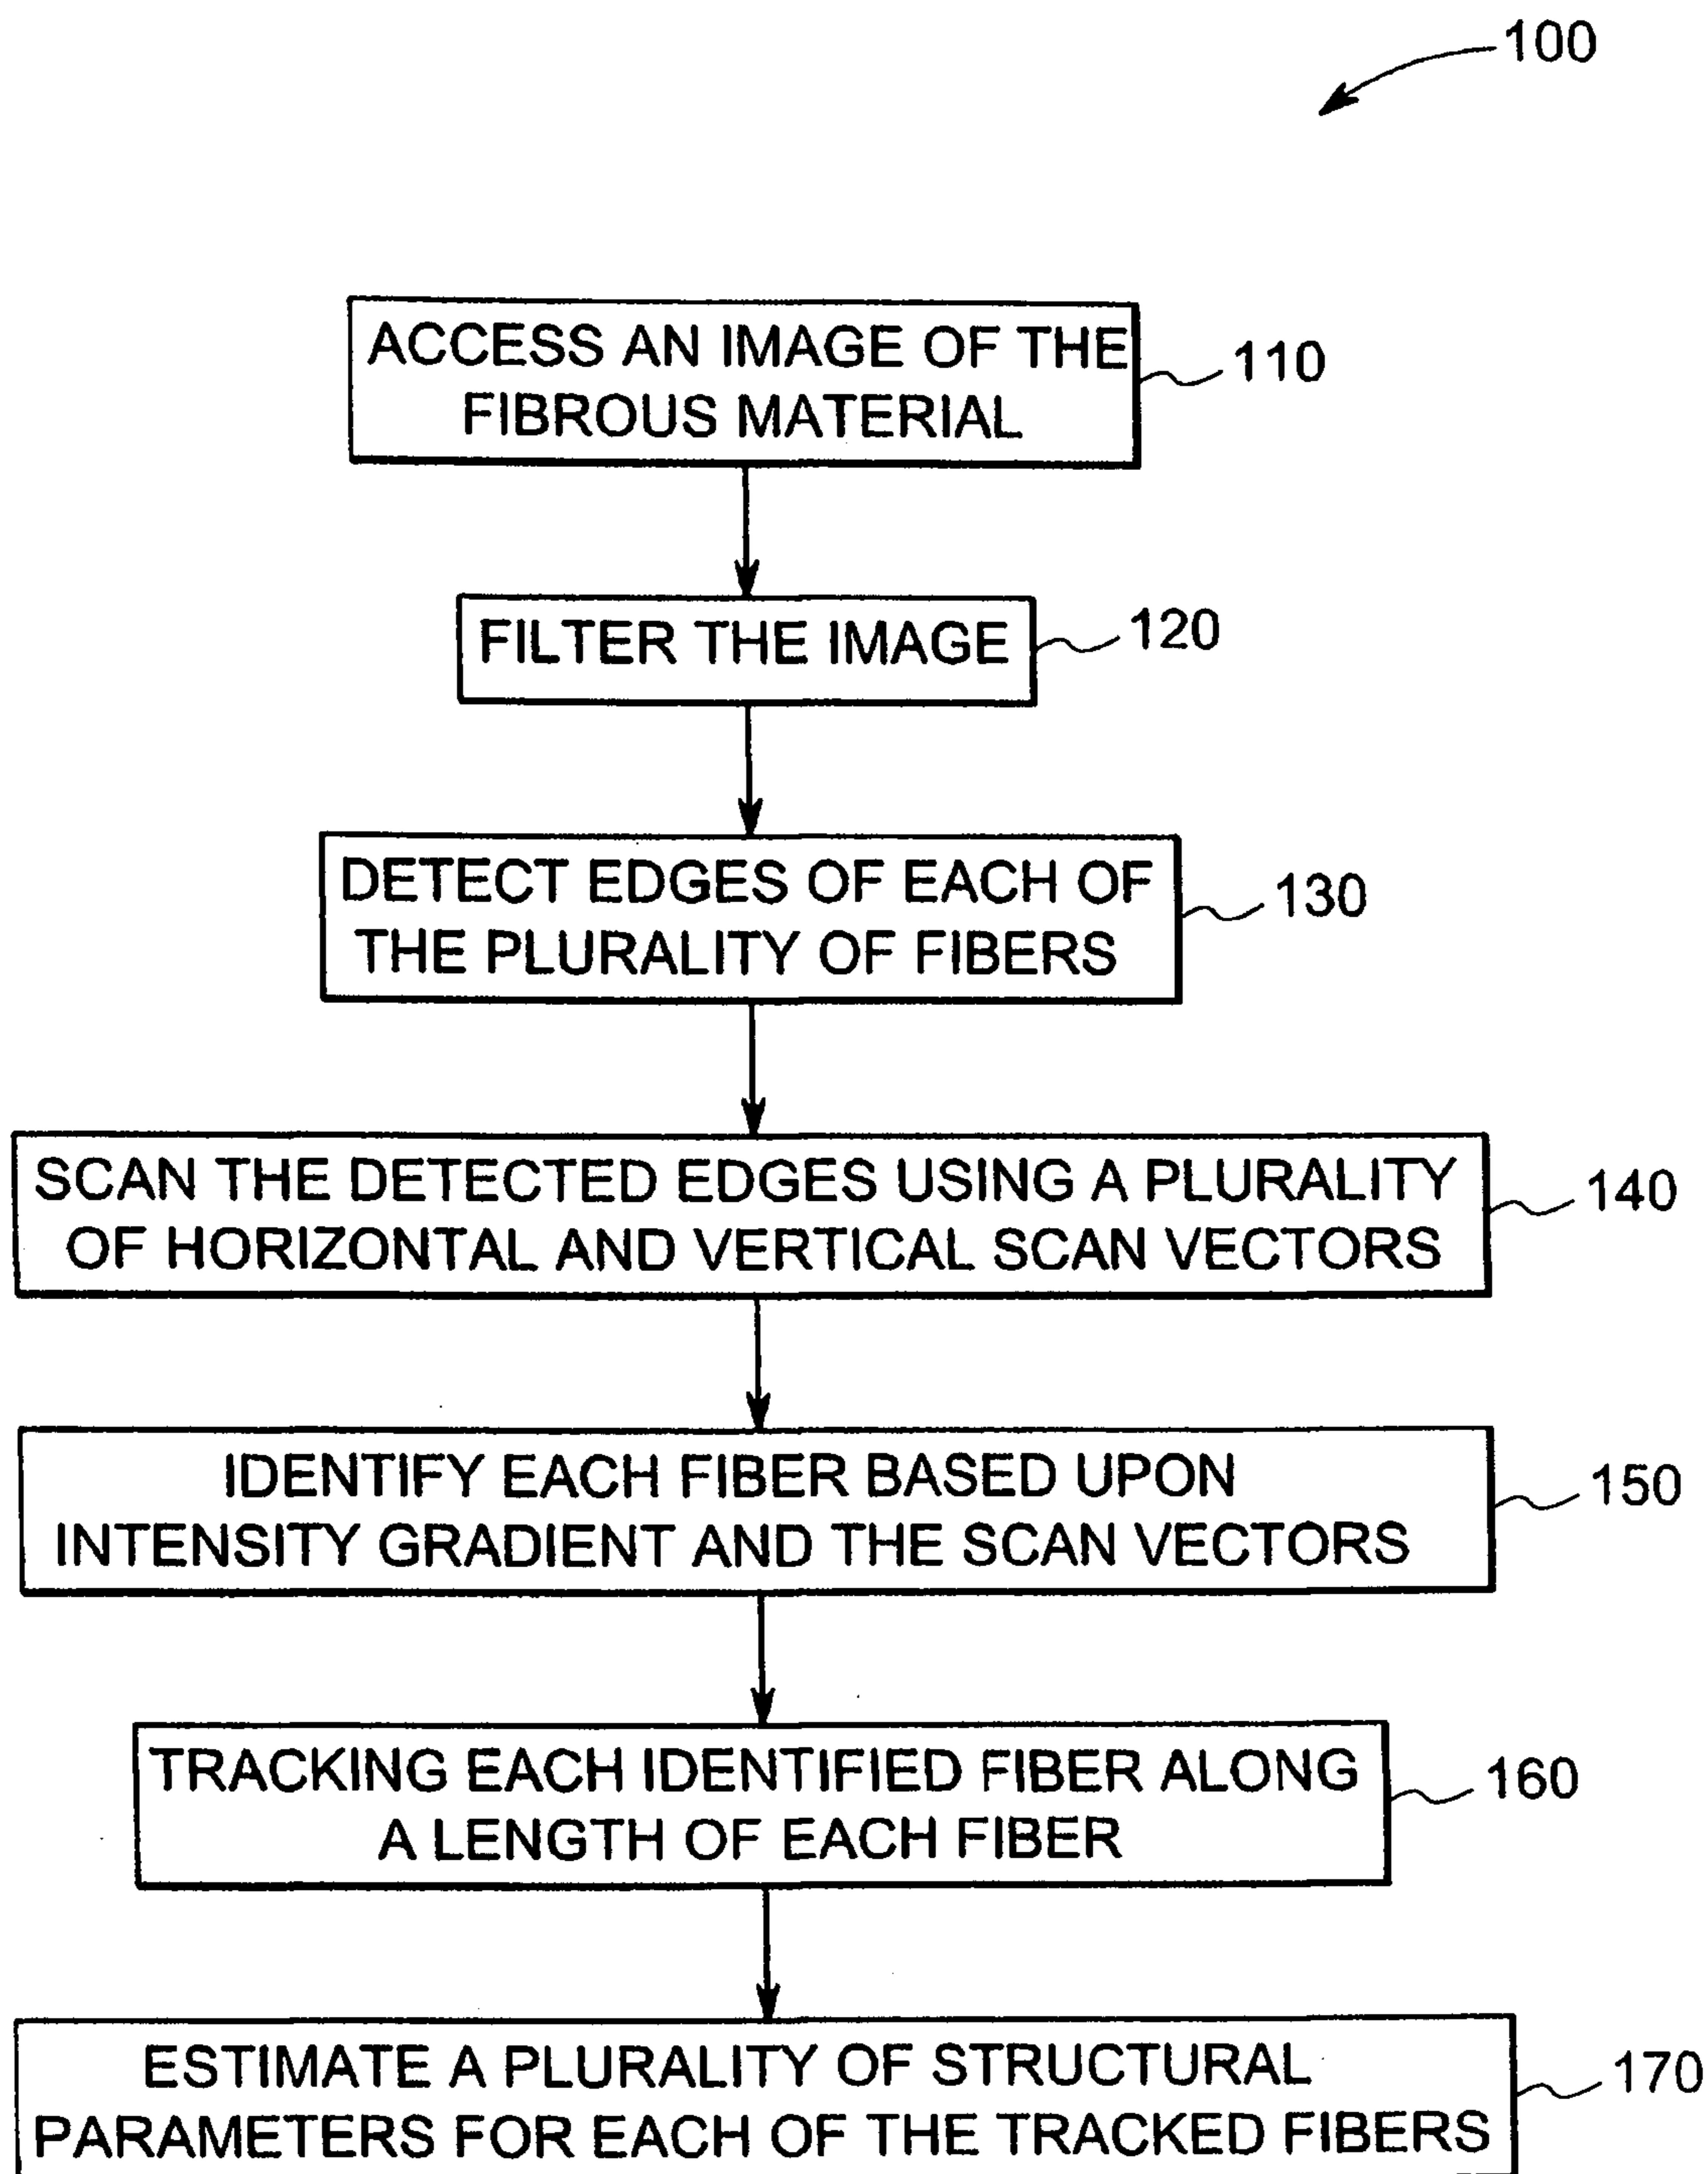 100
ACCESS AN IMAGE OF THE
FIBROUS MATERIAL
110
FILTER THE IMAGE
120
DETECT EDGES OF EACH OF
THE PLURALITY OF FIBERS
130
SCAN THE DETECTED EDGES USING A PLURALITY
OF HORIZONTAL AND VERTICAL SCAN VECTORS
140
IDENTIFY EACH FIBER BASED UPON
INTENSITY GRADIENT AND THE SCAN VECTORS
150
TRACKING EACH IDENTIFIED FIBER ALONG
A LENGTH OF EACH FIBER
160
ESTIMATE A PLURALITY OF STRUCTURAL
PARAMETERS FOR EACH OF THE TRACKED FIBERS
170